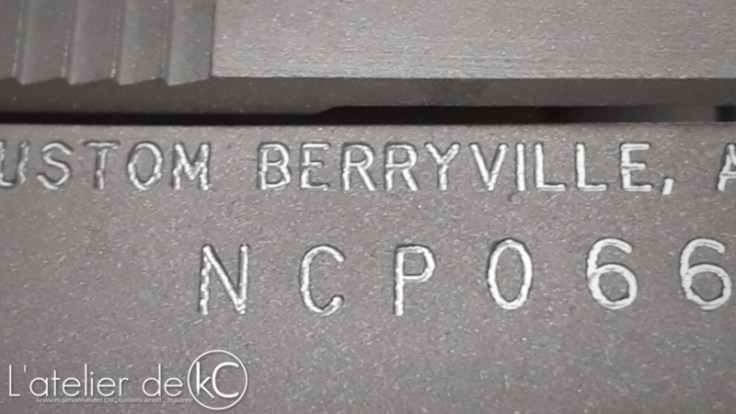 USTOM BERRYVILLE, A
NCP066
L'atelier de kC